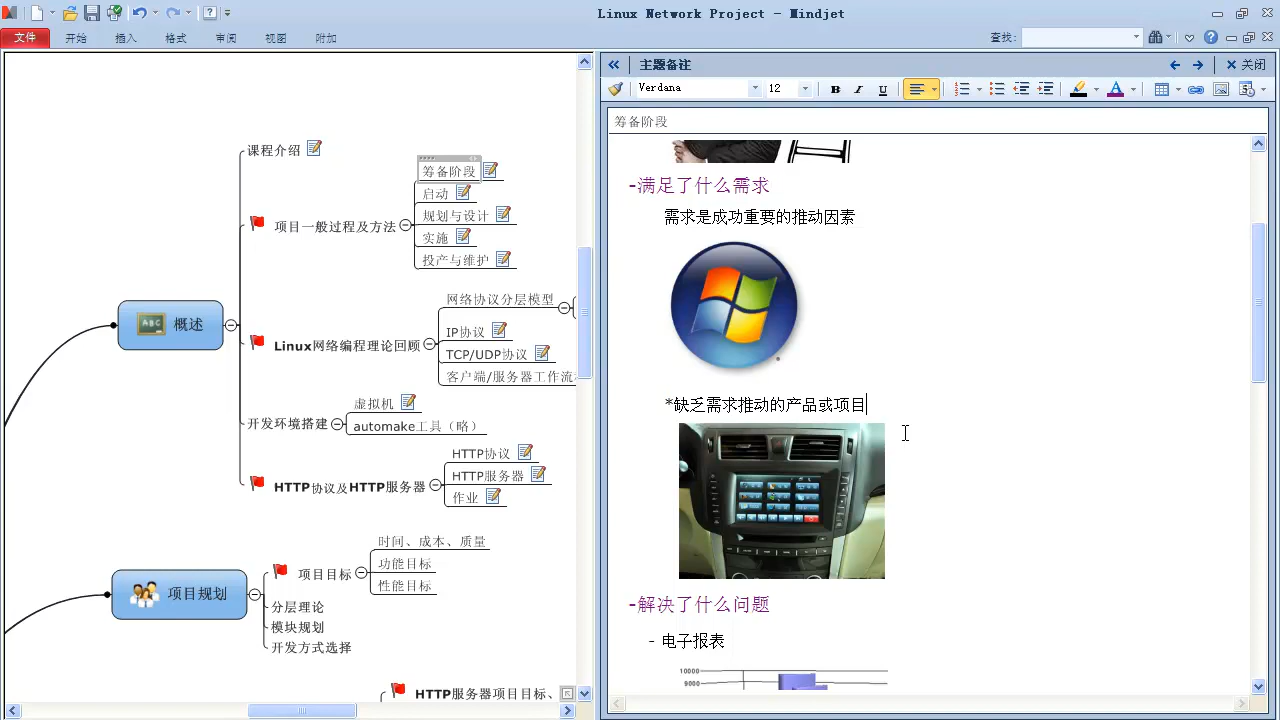 Linux Network Project - Mindjet
文件
开始
插入
格式
审阅
视图
附加
查找:
主题备注
关闭
Verdana
12
B
I
U
A
筹备阶段
-满足了什么需求
需求是成功重要的推动因素
*缺乏需求推动的产品或项目
-解决了什么问题
- 电子报表
10000
9000
课程介绍
项目一般过程及方法
筹备阶段
启动
规划与设计
实施
投产与维护
ABC
概述
Linux网络编程理论回顾
网络协议分层模型
IP协议
TCP/UDP协议
客户端/服务器工作流
开发环境搭建
虚拟机
automake工具（略）
HTTP协议及HTTP服务器
HTTP协议
HTTP服务器
作业
项目规划
项目目标
时间、成本、质量
功能目标
性能目标
分层理论
模块规划
开发方式选择
HTTP服务器项目目标、